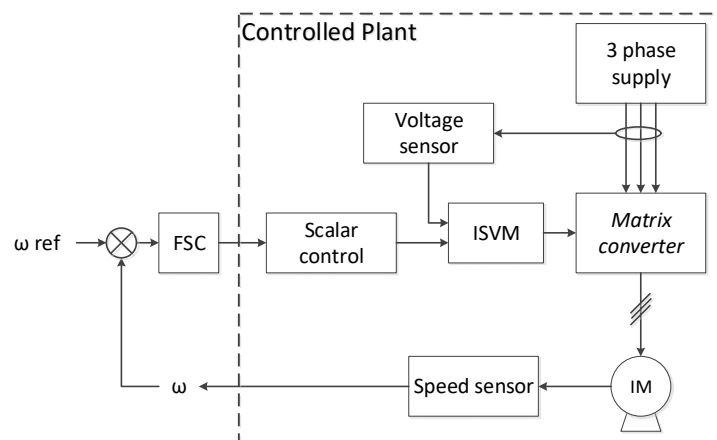 Controlled Plant
3 phase
supply
Voltage
sensor
ω ref
FSC
Scalar
control
ISVM
Matrix
converter
ω
Speed sensor
IM